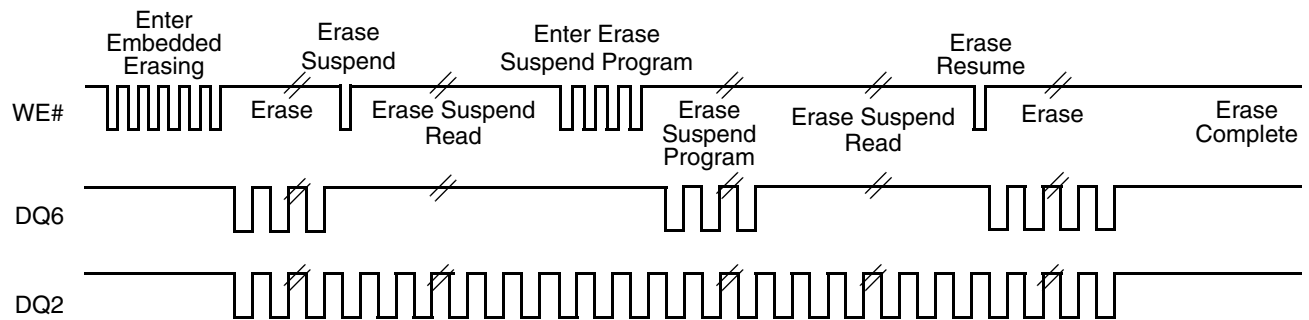 Enter
Embedded
Erasing
Erase
Suspend
Enter Erase
Suspend Program
Erase
Resume
WE#
Erase
Erase Suspend
Read
Erase
Suspend
Program
Erase Suspend
Read
Erase
Erase
Complete
DQ6
DQ2